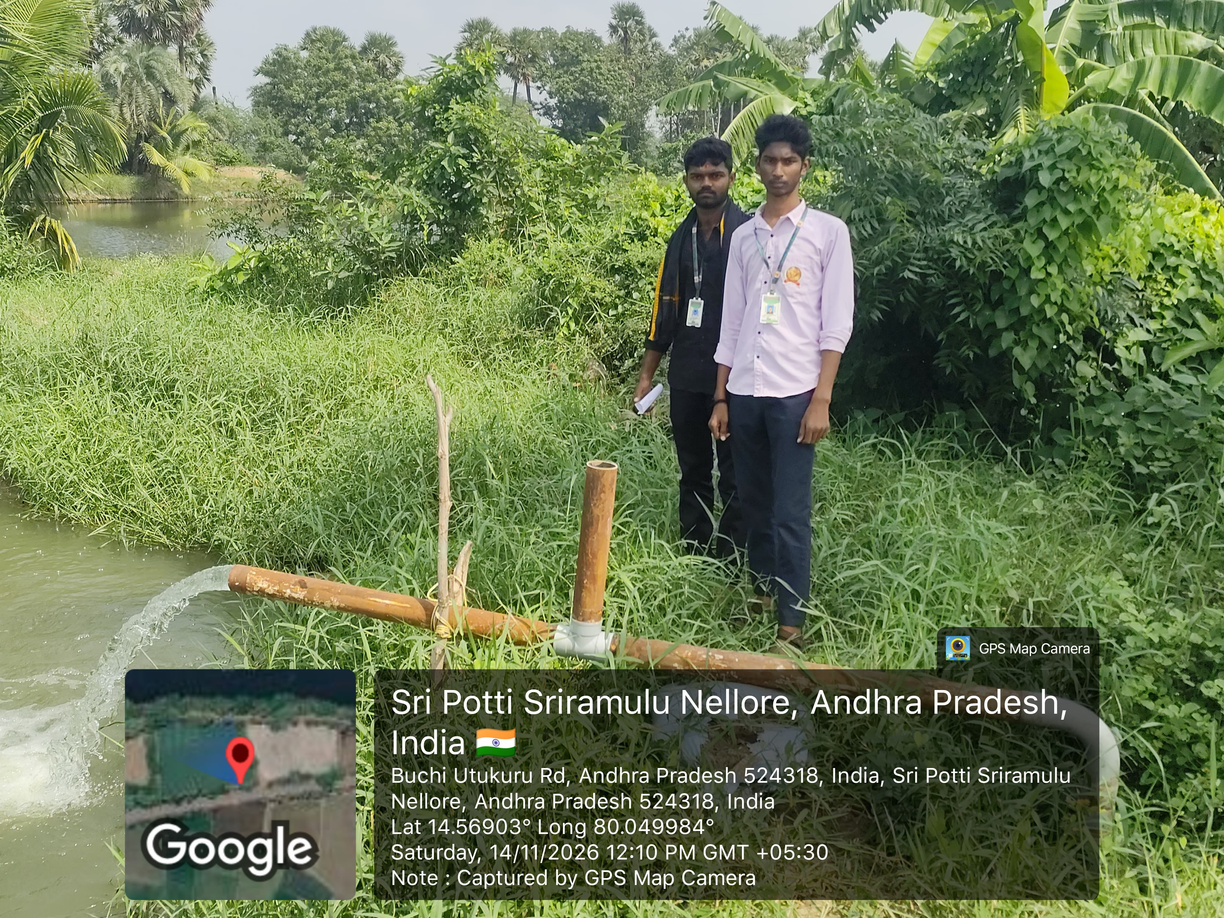 GPS Map Camera
Sri Potti Sriramulu Nellore, Andhra Pradesh,
India 🇮🇳
Buchi Utukuru Rd, Andhra Pradesh 524318, India, Sri Potti Sriramulu
Nellore, Andhra Pradesh 524318, India
Lat 14.56903° Long 80.049984°
Saturday, 14/11/2026 12:10 PM GMT +05:30
Note : Captured by GPS Map Camera
Google